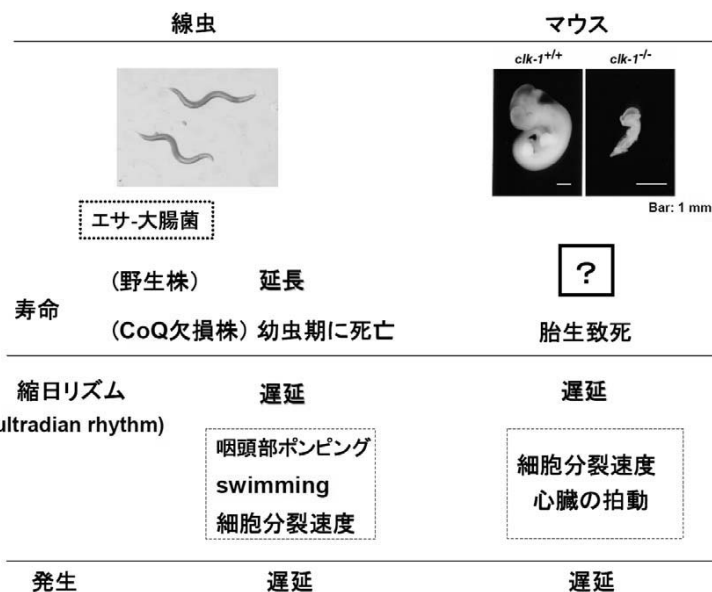 線虫 マウス
clk-1+/+ clk-1-/-
Bar: 1 mm
エサ-大腸菌
(野生株) 延長 ?
寿命
(CoQ欠損株) 幼虫期に死亡 胎生致死
縮日リズム 遅延 遅延
ultradian rhythm)
咽頭部ポンピング
swimming
細胞分裂速度
細胞分裂速度
心臓の拍動
発生 遅延 遅延